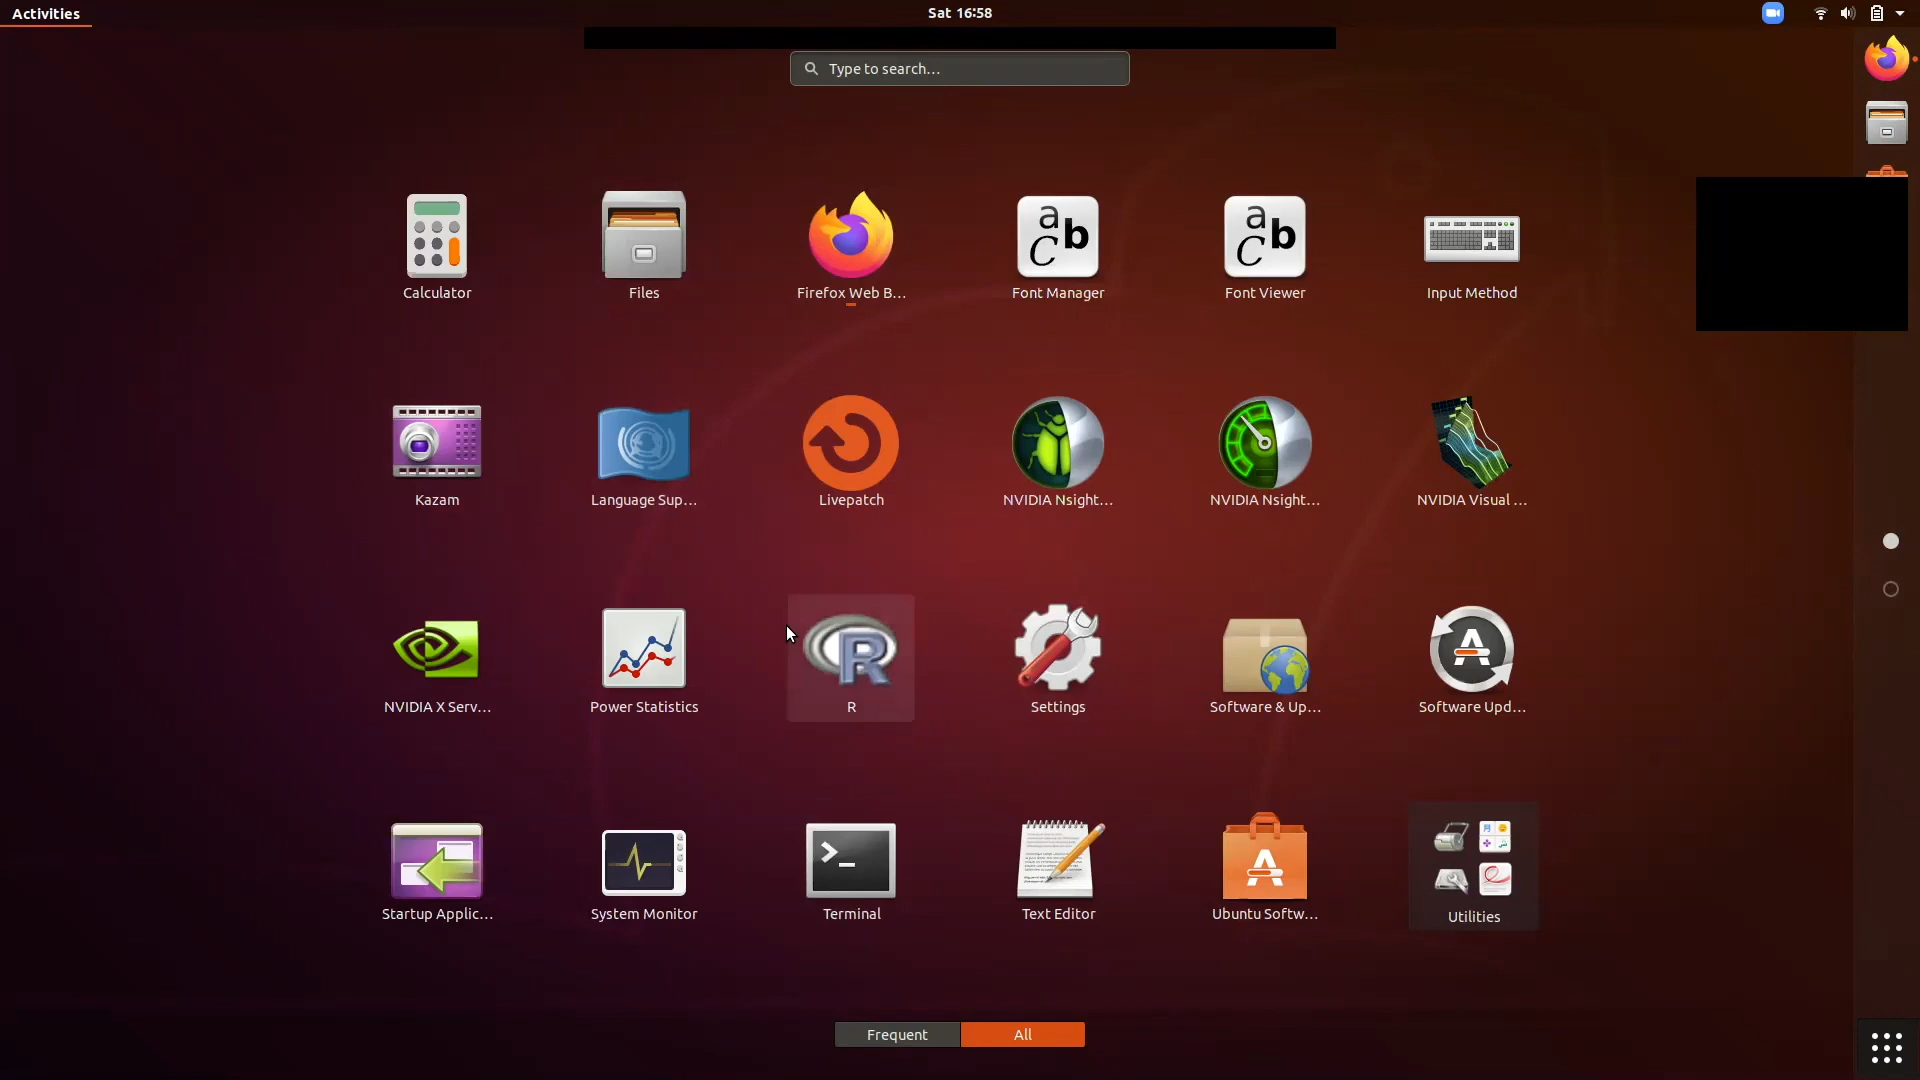 Activities
Sat 16:58
Type to search...
Calculator
Files
Firefox Web B...
Font Manager
Font Viewer
Input Method
Kazam
Language Sup...
Livepatch
NVIDIA Nsight...
NVIDIA Nsight...
NVIDIA Visual ...
NVIDIA X Serv...
Power Statistics
R
Settings
Software & Up...
Software Upd...
Startup Applic...
System Monitor
Terminal
Text Editor
Ubuntu Softw...
Utilities
Frequent
All